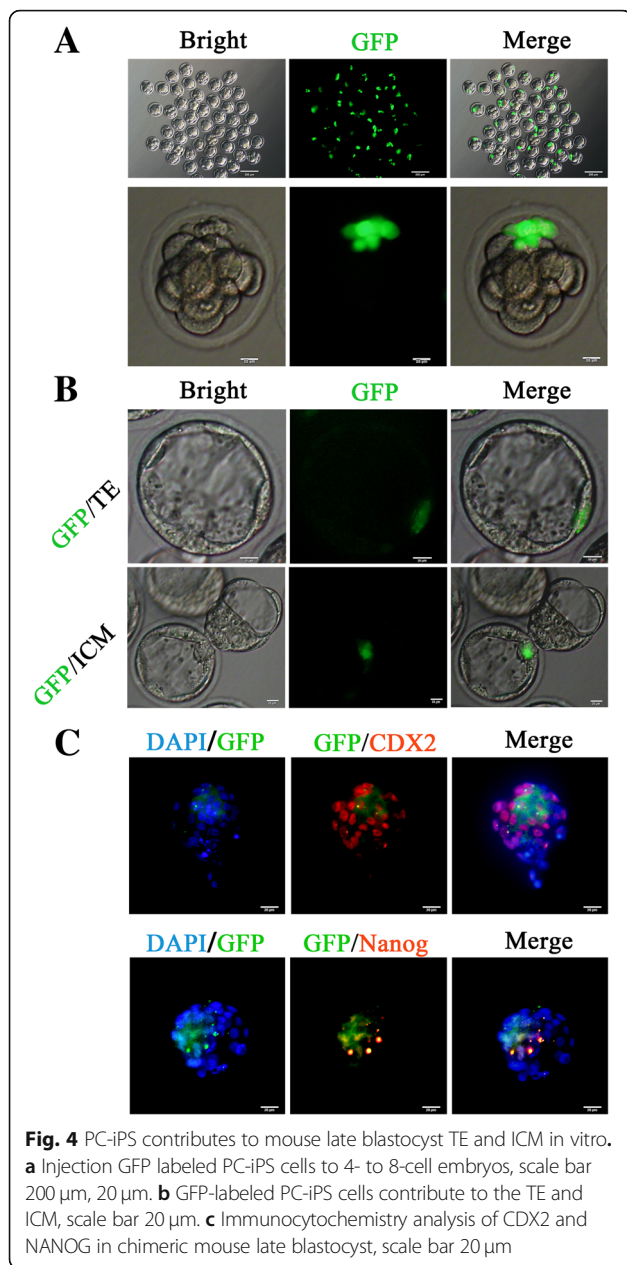 A
Bright GFP Merge
B
Bright GFP Merge
GFP/TE
GFP/ICM
C
DAPI/GFP GFP/CDX2 Merge
DAPI/GFP GFP/Nanog Merge
Fig. 4 PC-iPS contributes to mouse late blastocyst TE and ICM in vitro.
a Injection GFP labeled PC-iPS cells to 4- to 8-cell embryos, scale bar
200 μm, 20 μm. b GFP-labeled PC-iPS cells contribute to the TE and
ICM, scale bar 20 μm. c Immunocytochemistry analysis of CDX2 and
NANOG in chimeric mouse late blastocyst, scale bar 20 μm